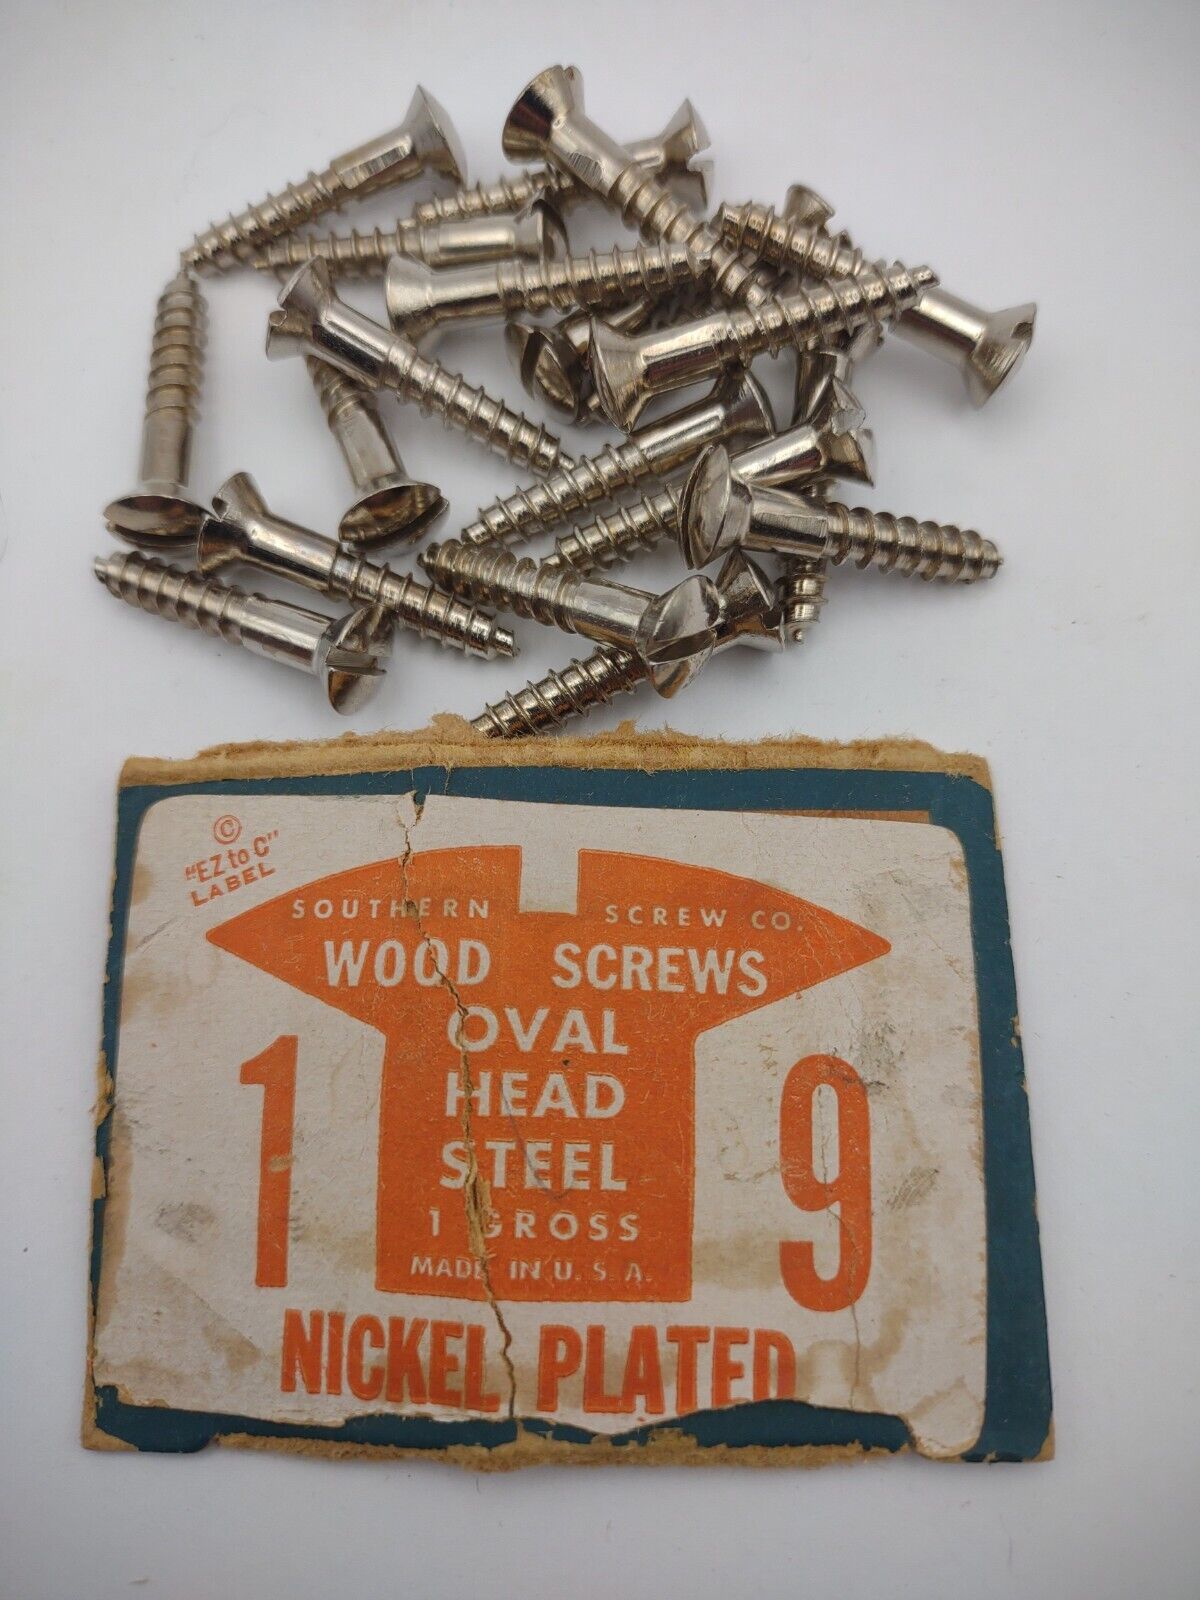 ©
"EZ to C"
LABEL
SOUTHERN SCREW CO.
WOOD SCREWS
OVAL
HEAD
STEEL
1 GROSS
MADE IN U. S. A.
1 9
NICKEL PLATED